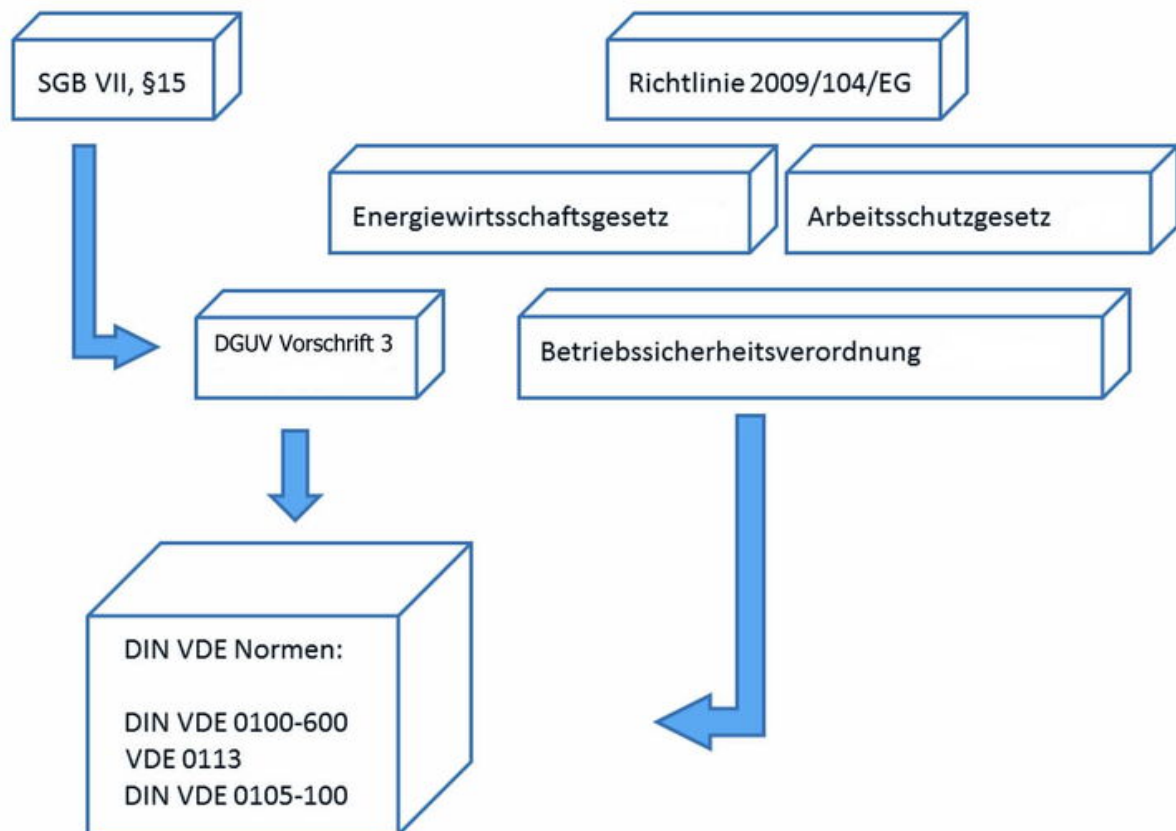 SGB VII, §15
Richtlinie 2009/104/EG
Energiewirtsschaftsgesetz
Arbeitsschutzgesetz
DGUV Vorschrift 3
Betriebssicherheitsverordnung
DIN VDE Normen:
DIN VDE 0100-600
VDE 0113
DIN VDE 0105-100